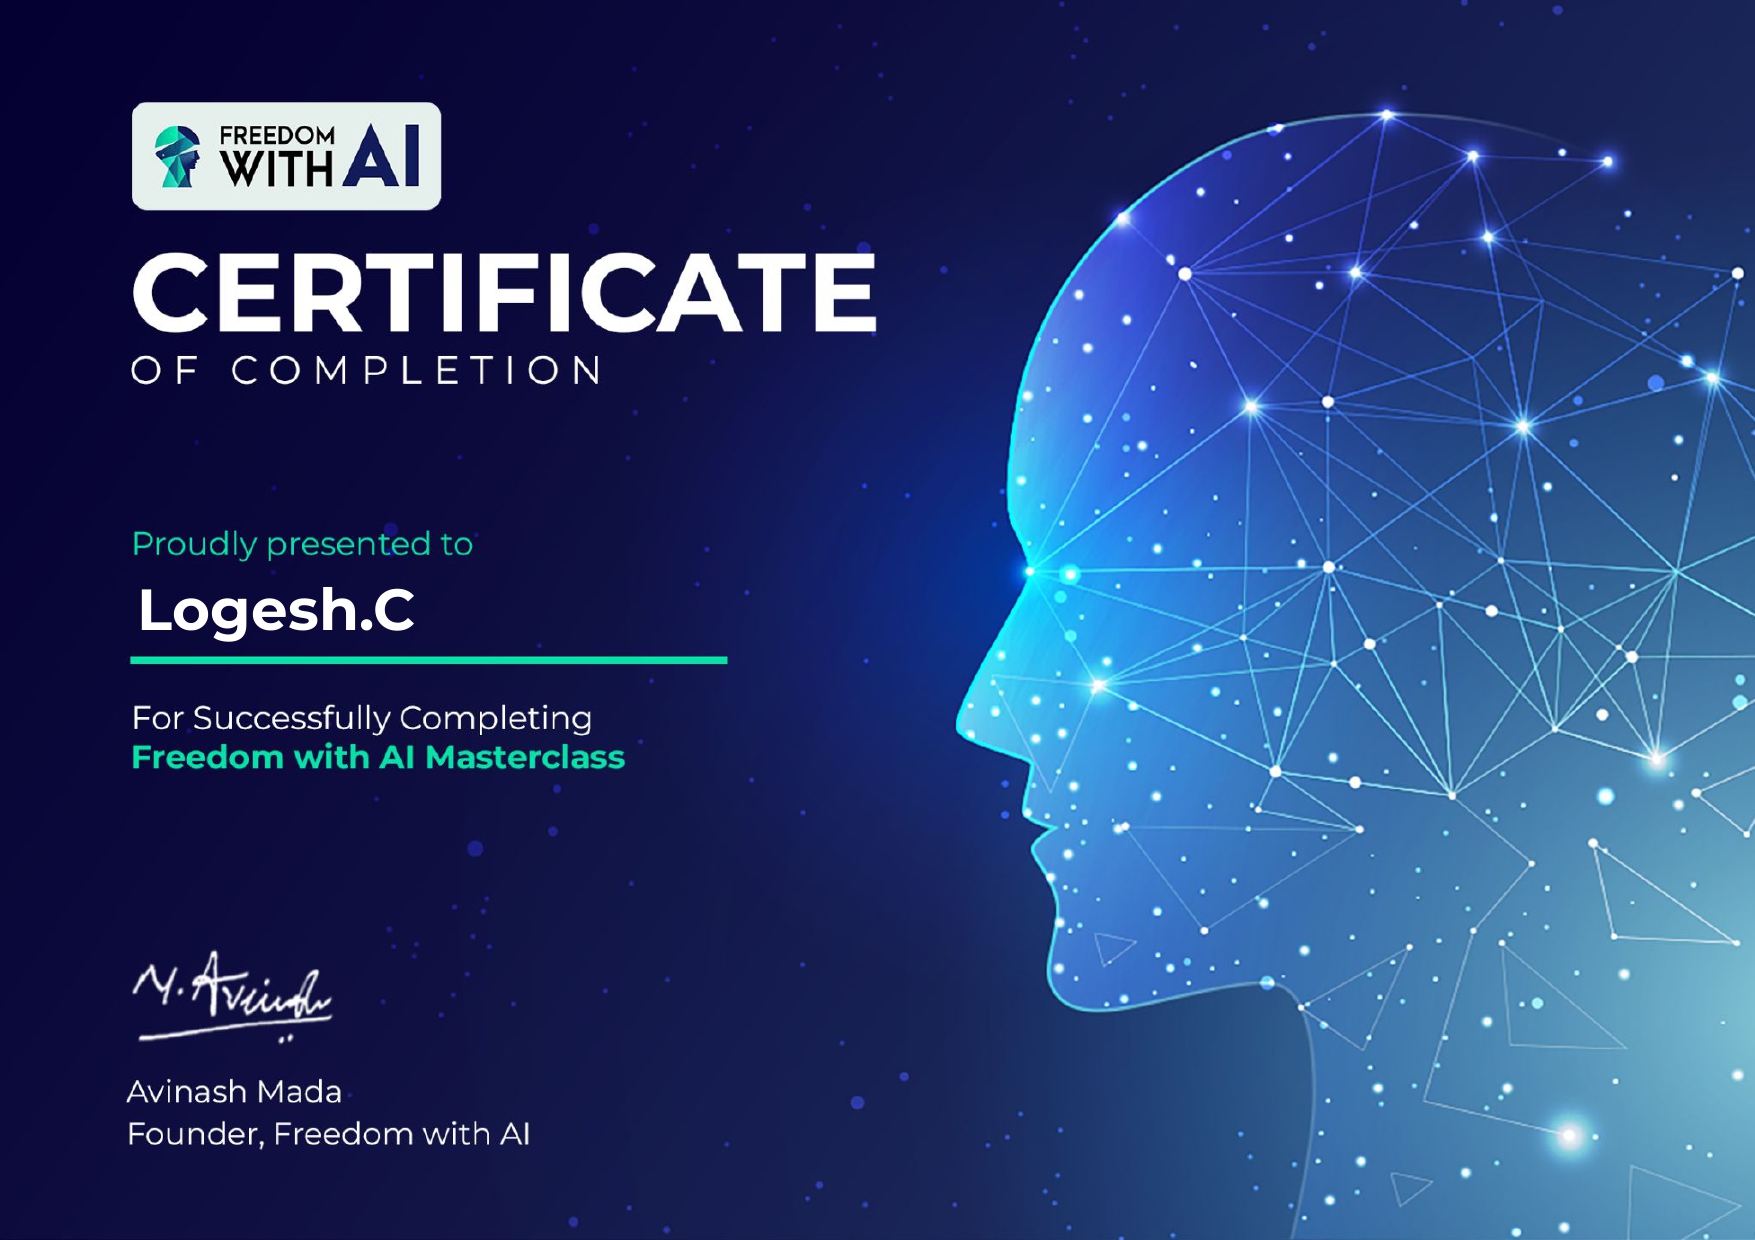 FREEDOM
WITH AI
CERTIFICATE
OF COMPLETION
Proudly presented to
Logesh.C
For Successfully Completing
Freedom with AI Masterclass
M. Avinash
Avinash Mada
Founder, Freedom with AI